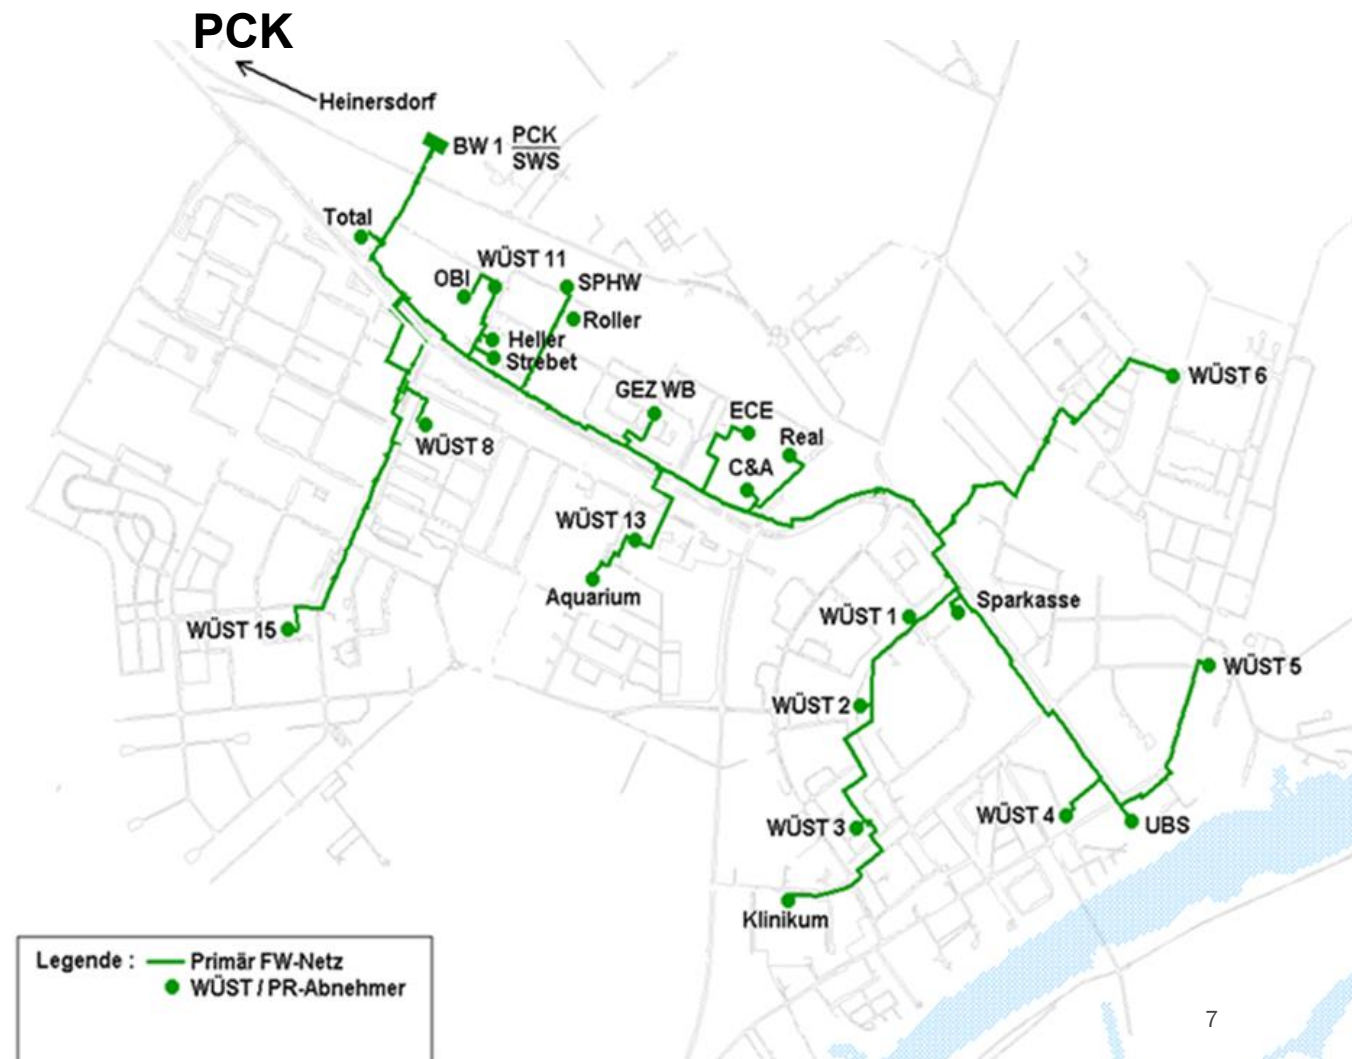 PCK
Heinersdorf
BW 1 PCK
SWS
Total
WÜST 11
OBI
SPHW
Roller
Heller
Strebet
GEZ WB
ECE
Real
C&A
WÜST 6
WÜST 8
WÜST 13
Aquarium
WÜST 15
Sparkasse
WÜST 1
WÜST 5
WÜST 2
WÜST 4
UBS
WÜST 3
Klinikum
Legende :
Primär FW-Netz
WÜST / PR-Abnehmer
7